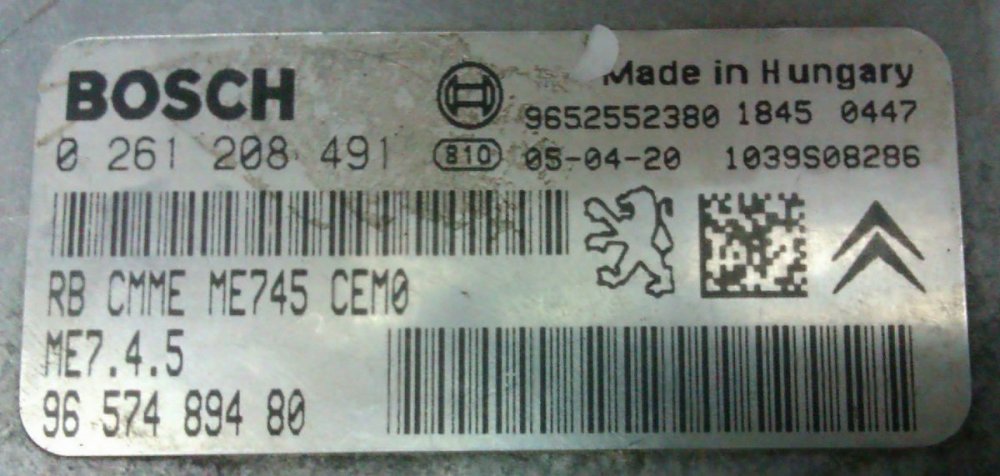 BOSCH
Made in Hungary
9652552380 1845 0447
0 261 208 491 810 05-04-20 1039S08286
RB CMME ME745 CEM0
ME7.4.5
96 574 894 80